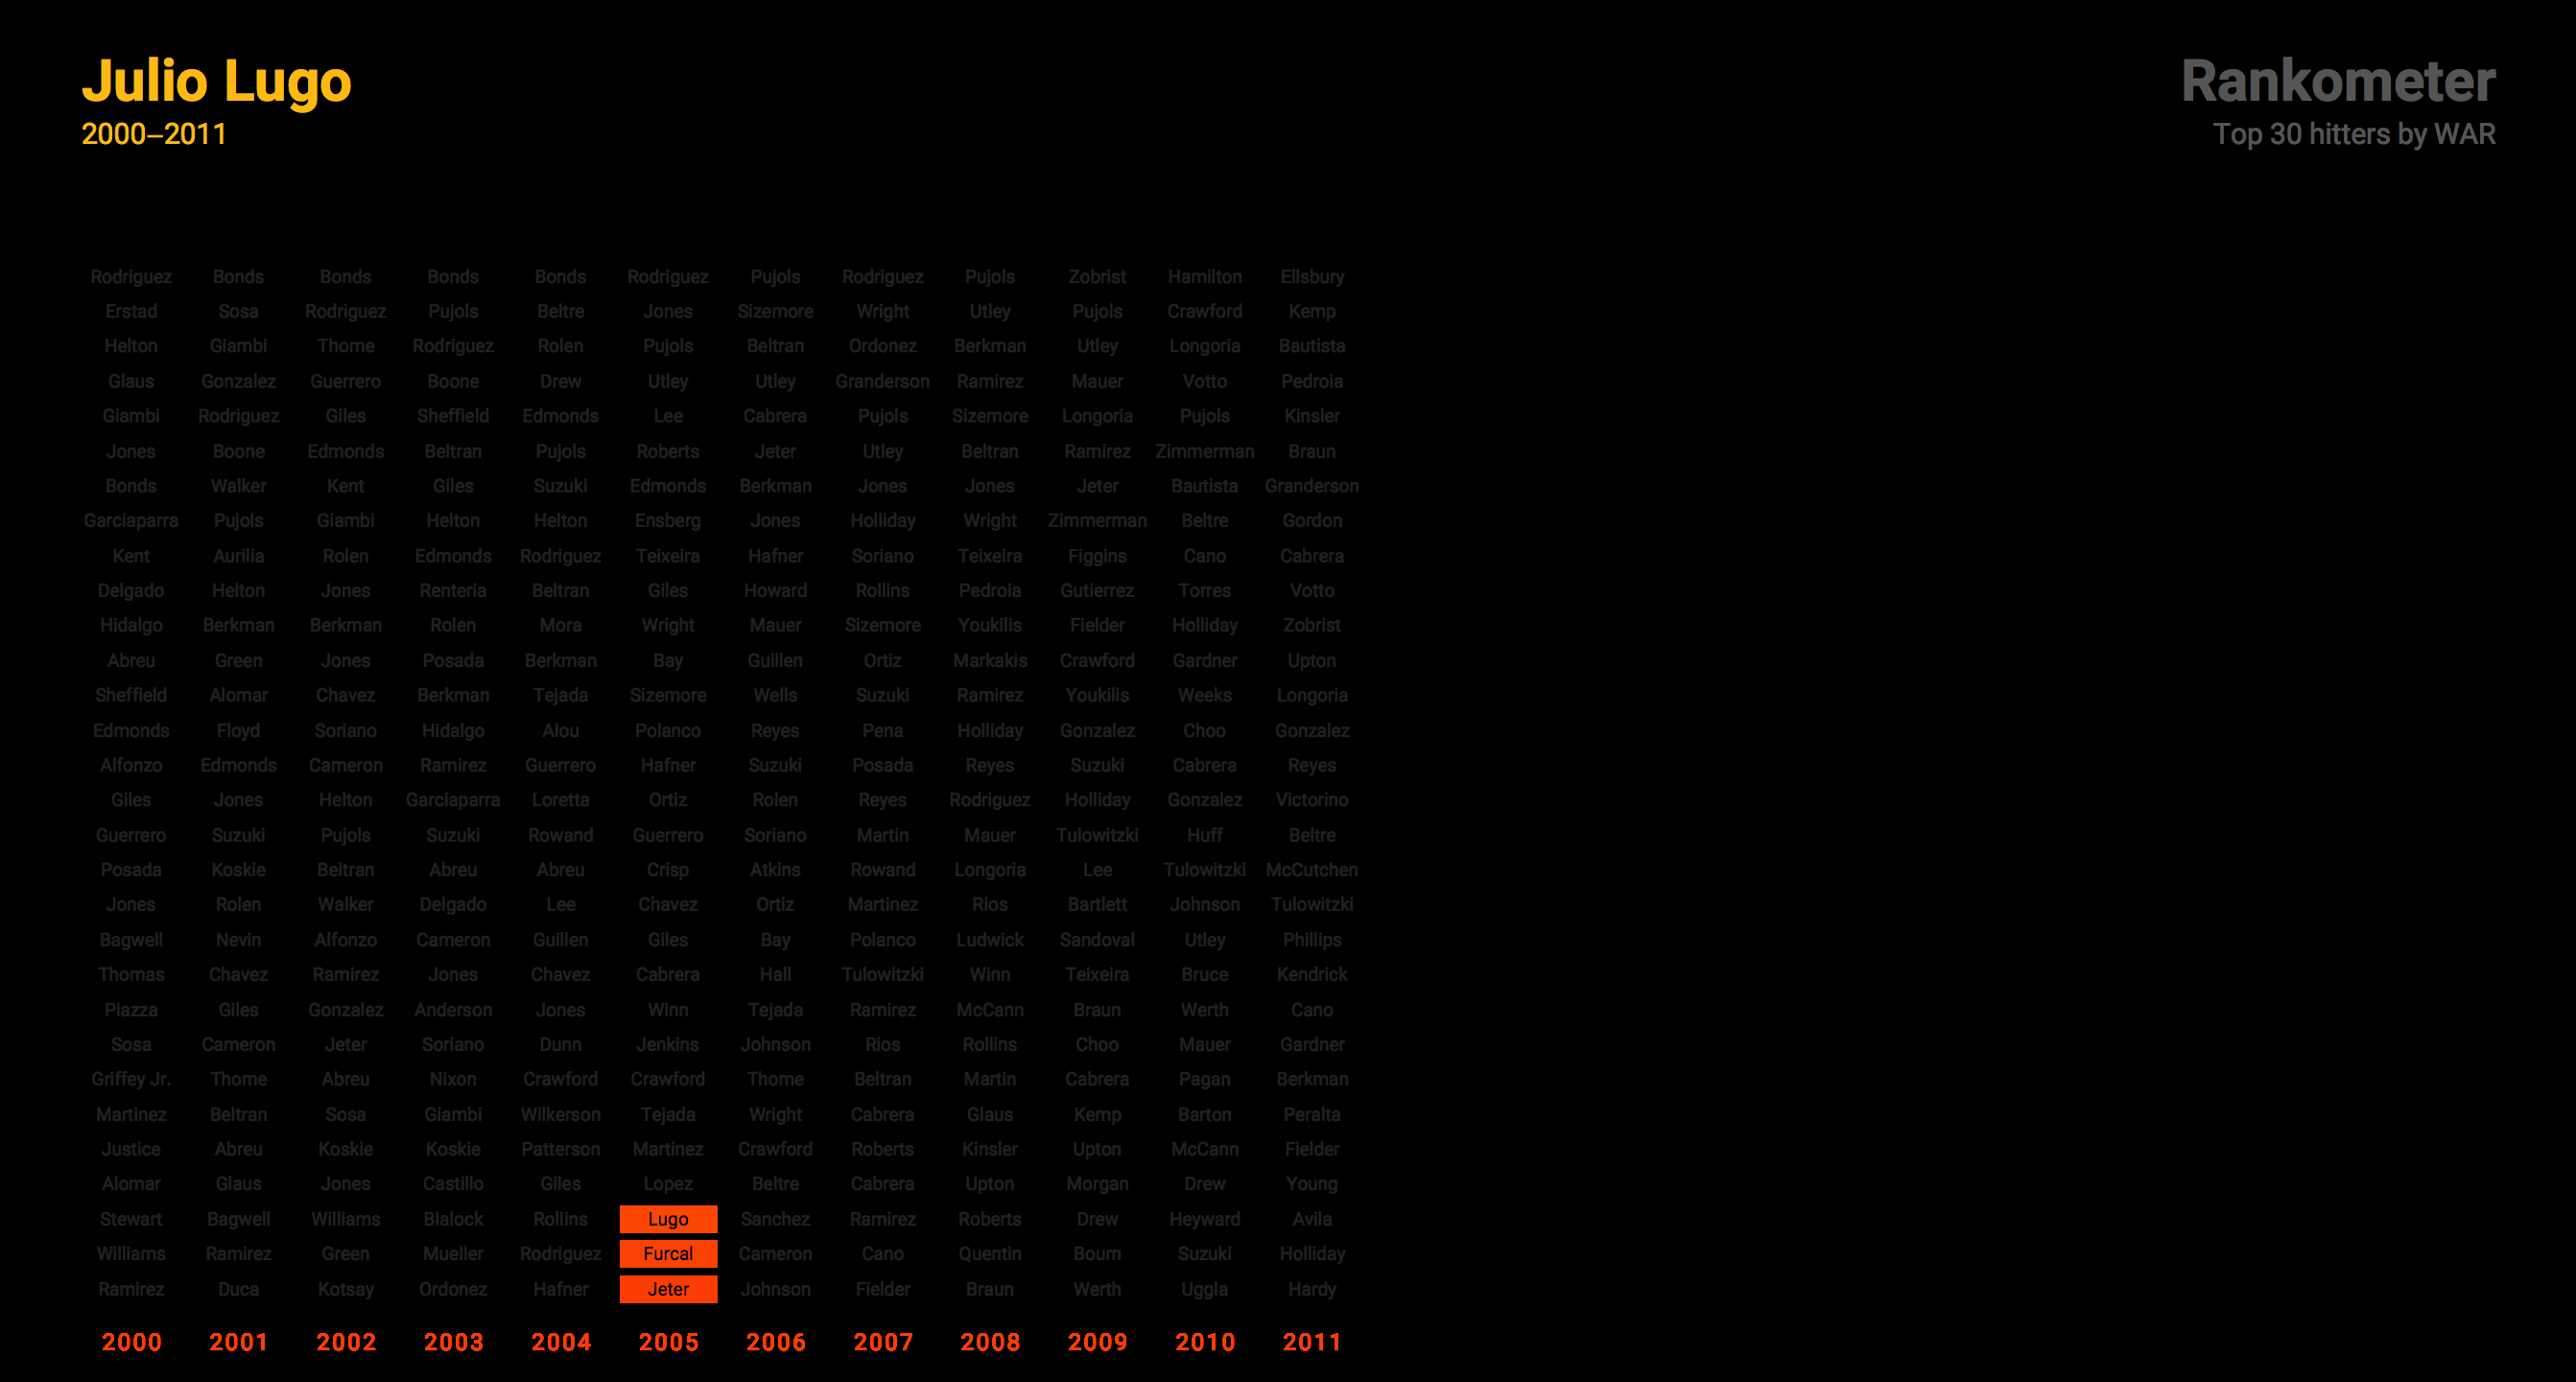 Julio Lugo
2000–2011
Rankometer
Top 30 hitters by WAR
Rodriguez Bonds Bonds Bonds Bonds Rodriguez Pujols Rodriguez Pujols Zobrist Hamilton Ellsbury
Erstad Sosa Rodriguez Pujols Beltre Jones Sizemore Wright Utley Pujols Crawford Kemp
Helton Giambi Thome Rodriguez Rolen Pujols Beltran Ordonez Berkman Utley Longoria Bautista
Glaus Gonzalez Guerrero Boone Drew Utley Utley Granderson Ramirez Mauer Votto Pedroia
Giambi Rodriguez Giles Sheffield Edmonds Lee Cabrera Pujols Sizemore Longoria Pujols Kinsler
Jones Boone Edmonds Beltran Pujols Roberts Jeter Utley Beltran Ramirez Zimmerman Braun
Bonds Walker Kent Giles Suzuki Edmonds Berkman Jones Jones Jeter Bautista Granderson
Garciaparra Pujols Giambi Helton Helton Ensberg Jones Holliday Wright Zimmerman Beltre Gordon
Kent Aurilia Rolen Edmonds Rodriguez Teixeira Hafner Soriano Teixeira Figgins Cano Cabrera
Delgado Helton Jones Renteria Beltran Giles Howard Rollins Pedroia Gutierrez Torres Votto
Hidalgo Berkman Berkman Rolen Mora Wright Mauer Sizemore Youkilis Fielder Holliday Zobrist
Abreu Green Jones Posada Berkman Bay Guillen Ortiz Markakis Crawford Gardner Upton
Sheffield Alomar Chavez Berkman Tejada Sizemore Wells Suzuki Ramirez Youkilis Weeks Longoria
Edmonds Floyd Soriano Hidalgo Alou Polanco Reyes Pena Holliday Gonzalez Choo Gonzalez
Alfonzo Edmonds Cameron Ramirez Guerrero Hafner Suzuki Posada Reyes Suzuki Cabrera Reyes
Giles Jones Helton Garciaparra Loretta Ortiz Rolen Reyes Rodriguez Holliday Gonzalez Victorino
Guerrero Suzuki Pujols Suzuki Rowand Guerrero Soriano Martin Mauer Tulowitzki Huff Beltre
Posada Koskie Beltran Abreu Abreu Crisp Atkins Rowand Longoria Lee Tulowitzki McCutchen
Jones Rolen Walker Delgado Lee Chavez Ortiz Martinez Rios Bartlett Johnson Tulowitzki
Bagwell Nevin Alfonzo Cameron Guillen Giles Bay Polanco Ludwick Sandoval Utley Phillips
Thomas Chavez Ramirez Jones Chavez Cabrera Hall Tulowitzki Winn Teixeira Bruce Kendrick
Piazza Giles Gonzalez Anderson Jones Winn Tejada Ramirez McCann Braun Werth Cano
Sosa Cameron Jeter Soriano Dunn Jenkins Johnson Rios Rollins Choo Mauer Gardner
Griffey Jr. Thome Abreu Nixon Crawford Crawford Thome Beltran Martin Cabrera Pagan Berkman
Martinez Beltran Sosa Giambi Wilkerson Tejada Wright Cabrera Glaus Kemp Barton Peralta
Justice Abreu Koskie Koskie Patterson Martinez Crawford Roberts Kinsler Upton McCann Fielder
Alomar Glaus Jones Castillo Giles Lopez Beltre Cabrera Upton Morgan Drew Young
Stewart Bagwell Williams Blalock Rollins Lugo Sanchez Ramirez Roberts Drew Heyward Avila
Williams Ramirez Green Mueller Rodriguez Furcal Cameron Cano Quentin Bourn Suzuki Holliday
Ramirez Duca Kotsay Ordonez Hafner Jeter Johnson Fielder Braun Werth Uggla Hardy
2000 2001 2002 2003 2004 2005 2006 2007 2008 2009 2010 2011